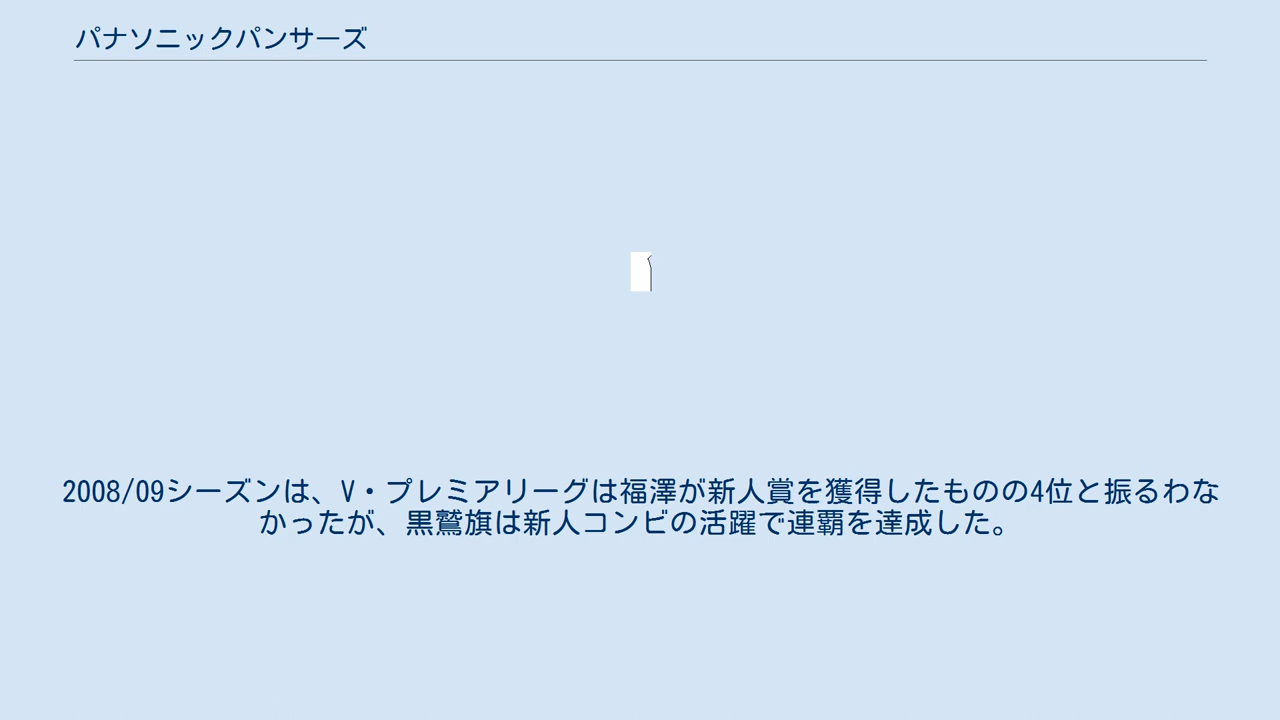 パナソニックパンサーズ
2008/09シーズンは、V・プレミアリーグは福澤が新人賞を獲得したものの4位と振るわな
かったが、黒鷲旗は新人コンビの活躍で連覇を達成した。